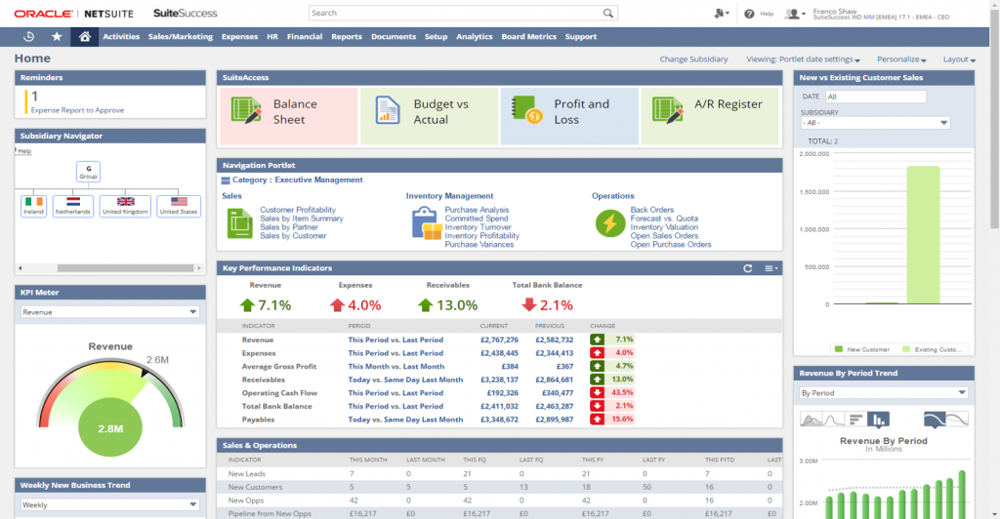 ORACLE | NETSUITE SuiteSuccess
Search
Help
Franco Shaw
SuiteSuccess WD MM [EMEA] 17.1 - EMEA - CEO
Activities Sales/Marketing Expenses HR Financial Reports Documents Setup Analytics Board Metrics Support
Home
Change Subsidiary Viewing: Portlet date settings Personalize Layout
Reminders
1
Expense Report to Approve
Subsidiary Navigator
Help
G
Group
Ireland Netherlands United Kingdom United States
KPI Meter
Revenue
Revenue
2.6M
2.8M
Weekly New Business Trend
Weekly
SuiteAccess
Balance Sheet
Budget vs Actual
Profit and Loss
A/R Register
Navigation Portlet
Category : Executive Management
Sales
Customer Profitability
Sales by Item Summary
Sales by Partner
Sales by Customer
Inventory Management
Purchase Analysis
Committed Spend
Inventory Turnover
Inventory Profitability
Purchase Variances
Operations
Back Orders
Forecast vs. Quota
Inventory Valuation
Open Sales Orders
Open Purchase Orders
Key Performance Indicators
Revenue Expenses Receivables Total Bank Balance
7.1% 4.0% 13.0% 2.1%
INDICATOR PERIOD CURRENT PREVIOUS CHANGE
Revenue This Period vs. Last Period £2,767,276 £2,582,732 7.1%
Expenses This Period vs. Last Period £2,438,445 £2,344,413 4.0%
Average Gross Profit This Month vs. Last Month £384 £367 4.7%
Receivables Today vs. Same Day Last Month £3,238,137 £2,864,681 13.0%
Operating Cash Flow This Period vs. Last Period £192,326 £340,477 43.5%
Total Bank Balance This Period vs. Last Period £2,411,032 £2,463,287 2.1%
Payables Today vs. Same Day Last Month £3,348,672 £2,895,987 15.6%
Sales & Operations
INDICATOR THIS MONTH LAST MONTH THIS FQ LAST FQ THIS FY LAST FY THIS FYTD LAST
New Leads 7 0 21 0 21 0 7 0
New Customers 5 5 5 13 18 50 16 0
New Opps 42 0 42 0 42 0 16 0
Pipeline from New Opps £16,217 £0 £16,217 £0 £16,217 £0 £16,217 £0
New vs Existing Customer Sales
DATE All
SUBSIDIARY
- All -
TOTAL: 2
2,000,000
1,500,000
1,000,000
500,000
0
New Customer Existing Custo...
Revenue By Period Trend
By Period
Revenue By Period
In Millions
3.00M
2.00M